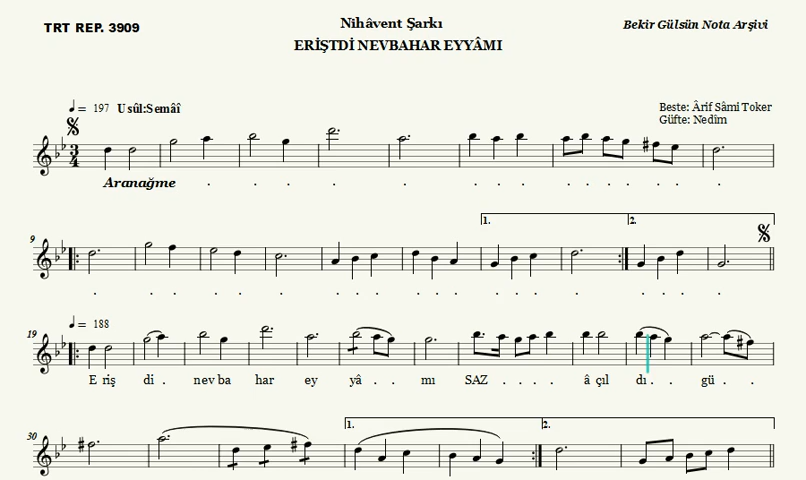 Nihâvent Şarkı
TRT REP. 3909
Bekir Gülsün Nota Arşivi
ERİŞTDİ NEVBAHAR EYYÂMI
♩ = 197 Usûl:Semâî
Beste: Ârif Sâmi Toker
Güfte: Nedîm
3
4
Aranağme . . . . . . . . . . . . . . .
1. 2.
9
. . . . . . . . . . . . . . .
♩ = 188
19
E riş di . nev ba har ey yâ . . mı SAZ . . . . â çıl dı . . gü . .
1. 2.
30